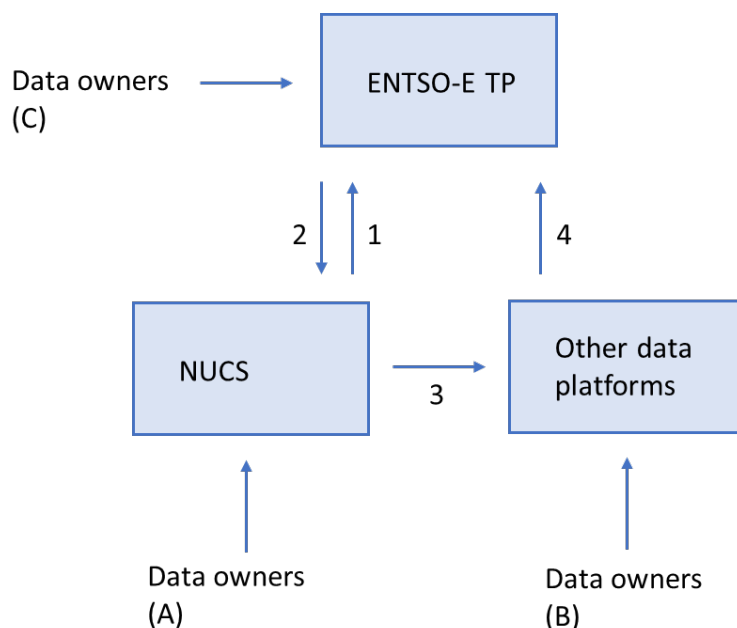 Data owners
(C)
ENTSO-E TP
2
1
4
NUCS
3
Other data
platforms
Data owners
(A)
Data owners
(B)